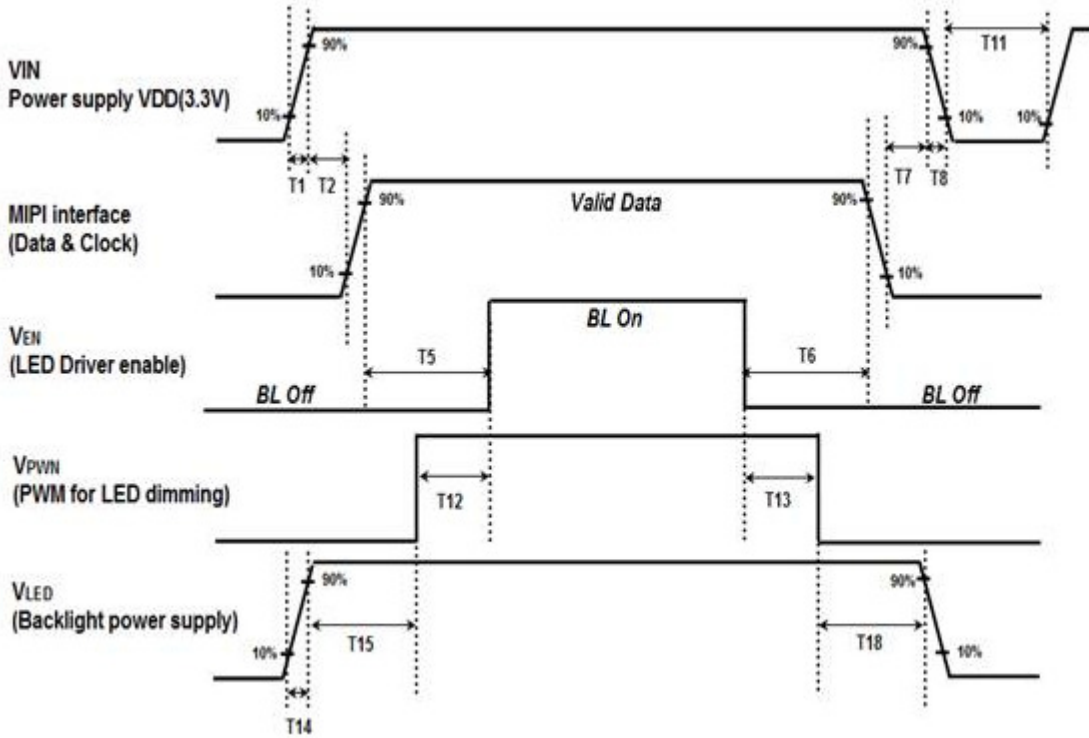 90%
90%
T11
VIN
Power supply VDD(3.3V)
10%
10%
10%
T1
T2
T7
T8
MIPI interface
(Data & Clock)
90%
Valid Data
90%
10%
10%
VEN
(LED Driver enable)
BL On
T5
T6
BL Off
BL Off
VPWN
(PWM for LED dimming)
T12
T13
VLED
(Backlight power supply)
90%
90%
T15
T18
10%
10%
T14